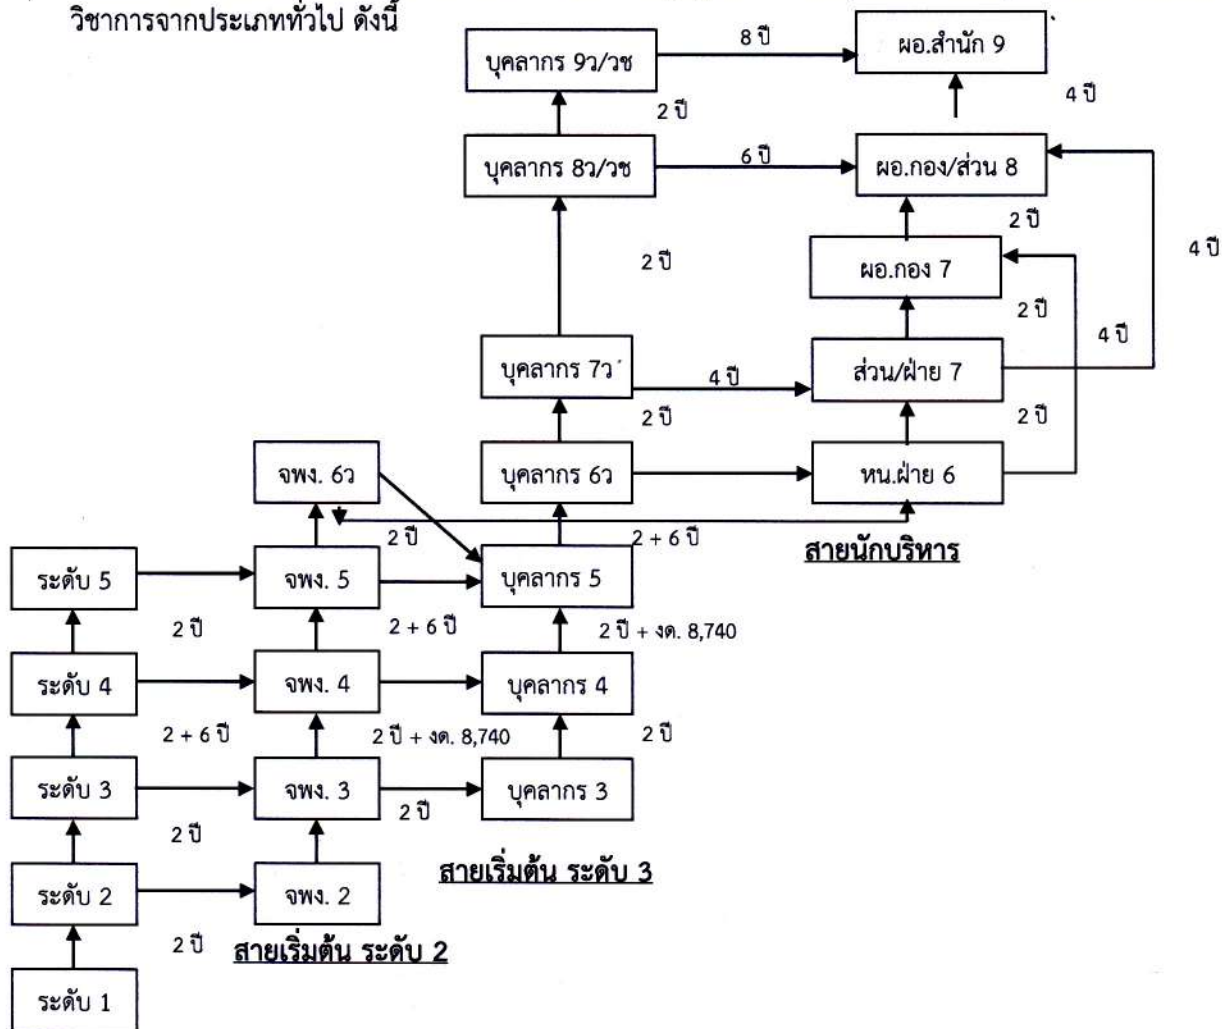 วิชาการจากประเภททั่วไป ดังนี้
บุคลากร 9ว/วช
8 ปี
ผอ.สำนัก 9
2 ปี
4 ปี
บุคลากร 8ว/วช
6 ปี
ผอ.กอง/ส่วน 8
2 ปี
2 ปี
4 ปี
ผอ.กอง 7
2 ปี
4 ปี
บุคลากร 7ว
4 ปี
ส่วน/ฝ่าย 7
2 ปี
2 ปี
จพง. 6ว
บุคลากร 6ว
หน.ฝ่าย 6
2 ปี
2 + 6 ปี
สายนักบริหาร
ระดับ 5
จพง. 5
บุคลากร 5
2 ปี
2 + 6 ปี
2 ปี + งด. 8,740
ระดับ 4
จพง. 4
บุคลากร 4
2 + 6 ปี
2 ปี + งด. 8,740
2 ปี
ระดับ 3
จพง. 3
บุคลากร 3
2 ปี
2 ปี
สายเริ่มต้น ระดับ 3
ระดับ 2
จพง. 2
2 ปี
สายเริ่มต้น ระดับ 2
ระดับ 1